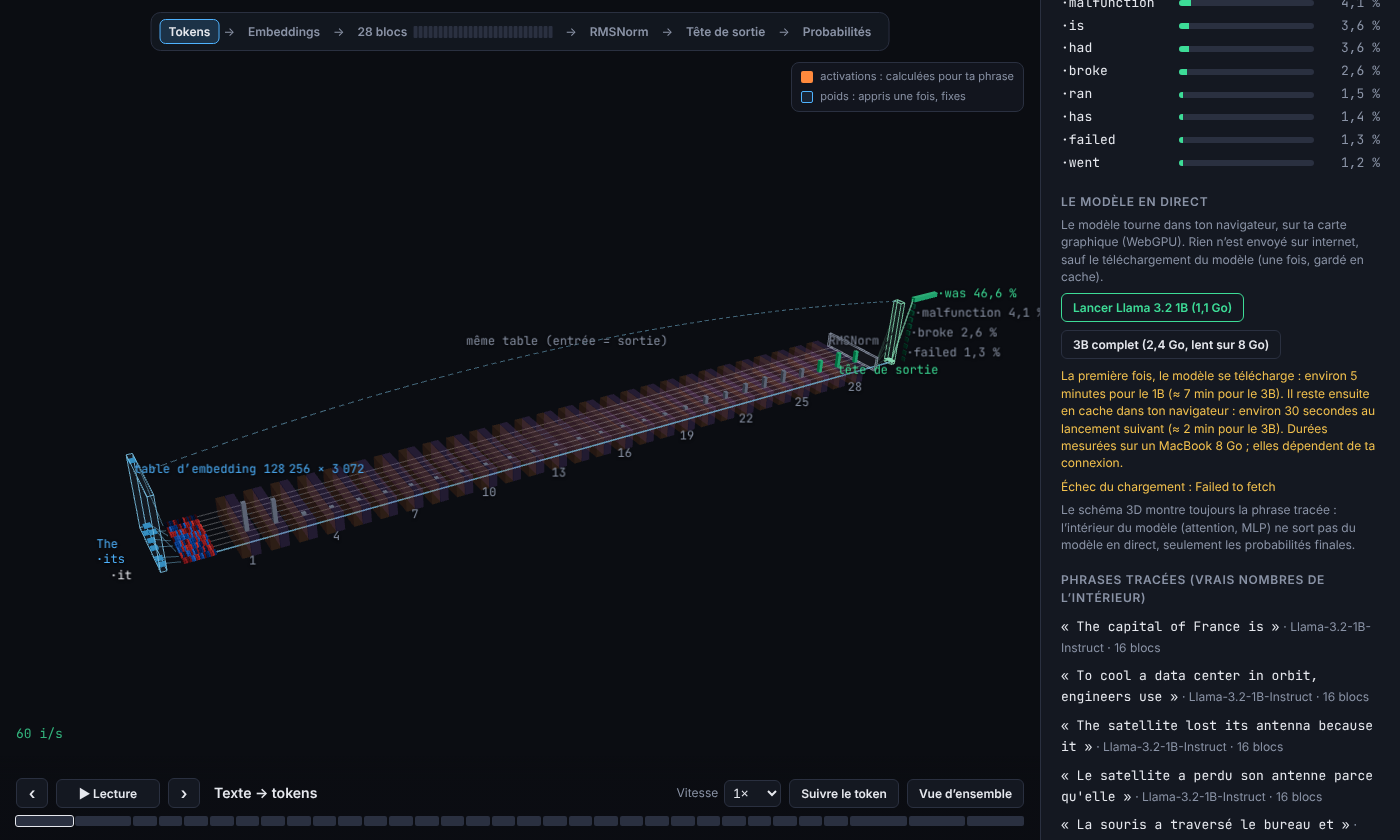 Tokens → Embeddings → 28 blocs → RMSNorm → Tête de sortie → Probabilités
activations : calculées pour ta phrase
poids : appris une fois, fixes
·was 46,6 %
·malfunction 4,1 %
·broke 2,6 %
·failed 1,3 %
même table (entrée = sortie)
RMSNorm
tête de sortie
28
25
22
19
16
13
10
7
4
1
table d’embedding 128 256 × 3 072
The
·its
·it
60 i/s
‹ ▶ Lecture › Texte → tokens
Vitesse 1× Suivre le token Vue d’ensemble
·malfunction 4,1 %
·is 3,6 %
·had 3,6 %
·broke 2,6 %
·ran 1,5 %
·has 1,4 %
·failed 1,3 %
·went 1,2 %
LE MODÈLE EN DIRECT
Le modèle tourne dans ton navigateur, sur ta carte
graphique (WebGPU). Rien n’est envoyé sur internet,
sauf le téléchargement du modèle (une fois, gardé en
cache).
Lancer Llama 3.2 1B (1,1 Go)
3B complet (2,4 Go, lent sur 8 Go)
La première fois, le modèle se télécharge : environ 5
minutes pour le 1B (≈ 7 min pour le 3B). Il reste ensuite
en cache dans ton navigateur : environ 30 secondes au
lancement suivant (≈ 2 min pour le 3B). Durées
mesurées sur un MacBook 8 Go ; elles dépendent de ta
connexion.
Échec du chargement : Failed to fetch
Le schéma 3D montre toujours la phrase tracée :
l’intérieur du modèle (attention, MLP) ne sort pas du
modèle en direct, seulement les probabilités finales.
PHRASES TRACÉES (VRAIS NOMBRES DE
L’INTÉRIEUR)
« The capital of France is » · Llama-3.2-1B-
Instruct · 16 blocs
« To cool a data center in orbit,
engineers use » · Llama-3.2-1B-Instruct · 16 blocs
« The satellite lost its antenna because
it » · Llama-3.2-1B-Instruct · 16 blocs
« Le satellite a perdu son antenne parce
qu'elle » · Llama-3.2-1B-Instruct · 16 blocs
« La souris a traversé le bureau et » ·